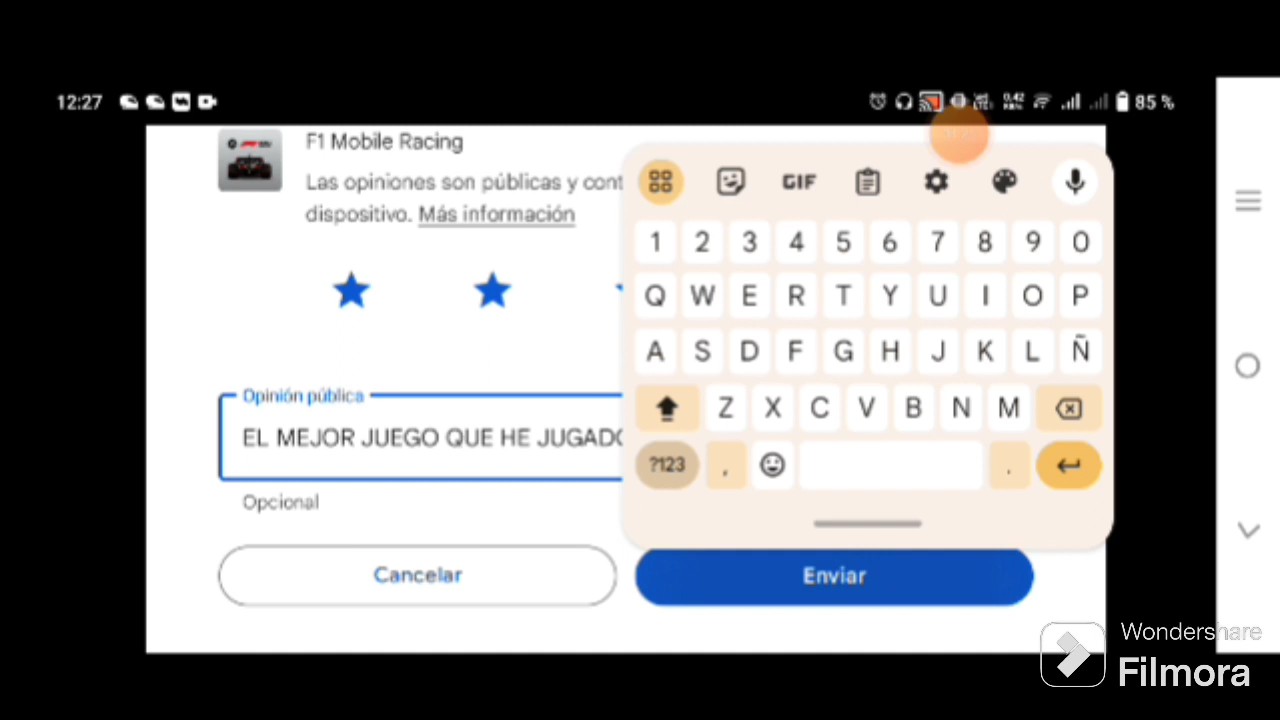 12:27
85 %
F1 Mobile Racing
Las opiniones son públicas y cont
dispositivo. Más información
GIF
1 2 3 4 5 6 7 8 9 0
Q W E R T Y U I O P
A S D F G H J K L Ñ
Z X C V B N M
?123 , .
Opinión pública
EL MEJOR JUEGO QUE HE JUGADO
Opcional
Cancelar
Enviar
Wondershare
Filmora